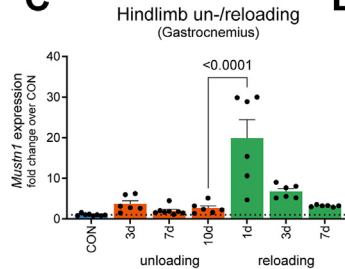 C
Hindlimb un-/reloading
(Gastrocnemius)
<0.0001
Mustn1 expression
fold change over CON
40
30
20
10
0
CON
3d
7d
10d
1d
3d
7d
unloading
reloading